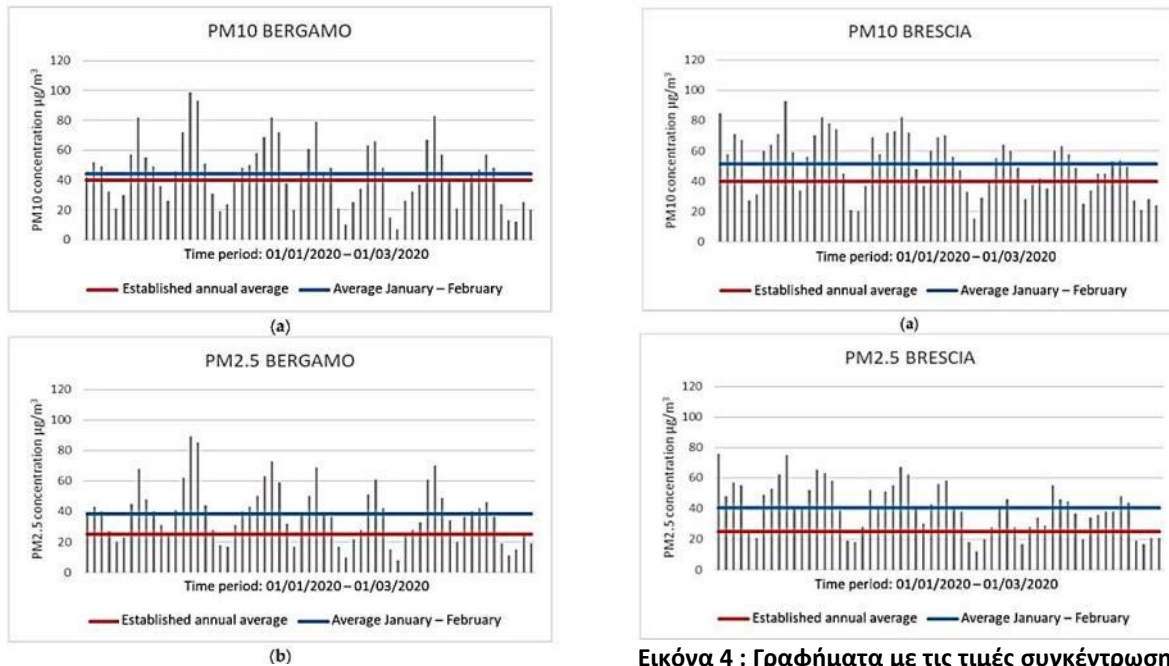 PM10 BERGAMO
PM10 concentration µg/m³
120
100
80
60
40
20
0
Time period: 01/01/2020 – 01/03/2020
Established annual average Average January – February
(a)
PM2.5 BERGAMO
PM2.5 concentration µg/m³
120
100
80
60
40
20
0
Time period: 01/01/2020 – 01/03/2020
Established annual average Average January – February
(b)
PM10 BRESCIA
PM10 concentration µg/m³
120
100
80
60
40
20
0
Time period: 01/01/2020 – 01/03/2020
Established annual average Average January – February
(a)
PM2.5 BRESCIA
PM2.5 concentration µg/m³
120
100
80
60
40
20
0
Time period: 01/01/2020 – 01/03/2020
Established annual average Average January – February
Εικόνα 4 : Γραφήματα με τις τιμές συγκέντρωση